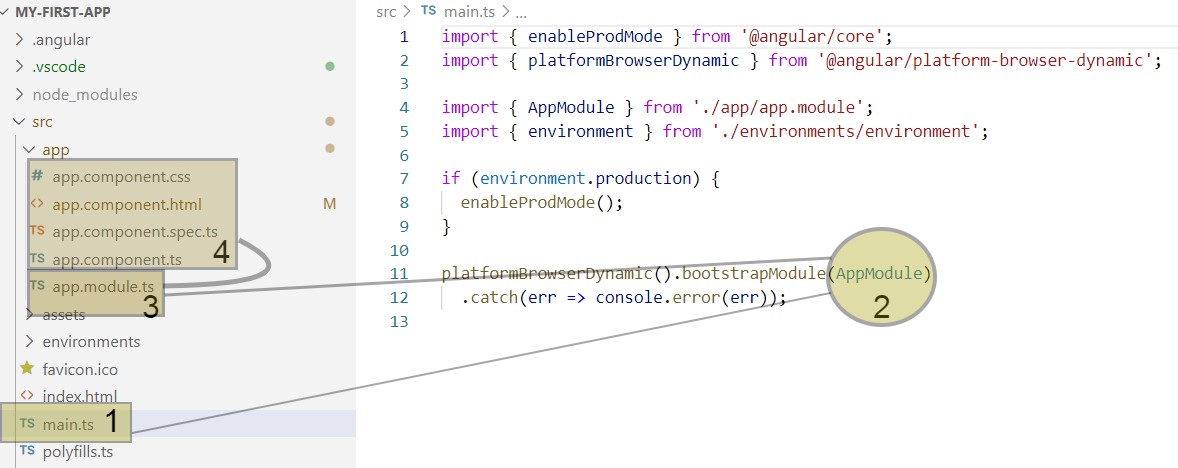 MY-FIRST-APP
.angular
.vscode
node_modules
src
app
# app.component.css
<> app.component.html M
TS app.component.spec.ts
4
TS app.component.ts
TS app.module.ts
3
assets
environments
favicon.ico
<> index.html
TS main.ts 1
TS polyfills.ts
src > TS main.ts > ...
1 import { enableProdMode } from '@angular/core';
2 import { platformBrowserDynamic } from '@angular/platform-browser-dynamic';
3
4 import { AppModule } from './app/app.module';
5 import { environment } from './environments/environment';
6
7 if (environment.production) {
8 enableProdMode();
9 }
10
11 platformBrowserDynamic().bootstrapModule(AppModule)
12 .catch(err => console.error(err));
2
13